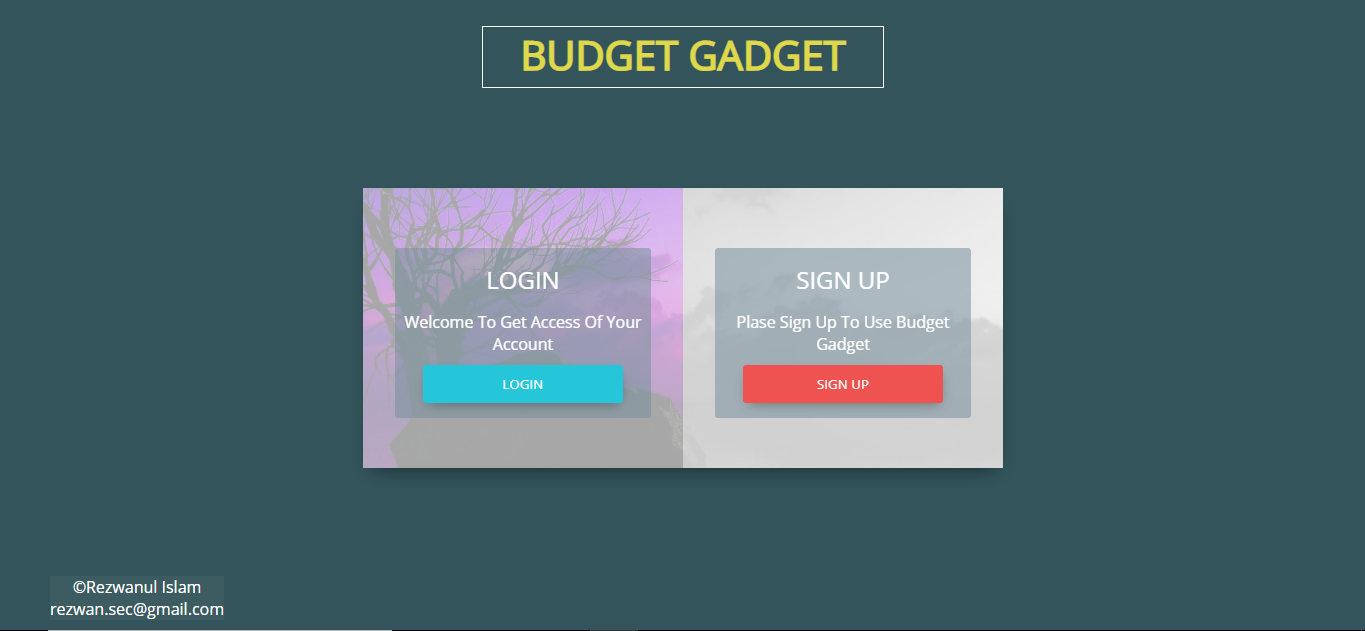 BUDGET GADGET
LOGIN
Welcome To Get Access Of Your
Account
LOGIN
SIGN UP
Plase Sign Up To Use Budget
Gadget
SIGN UP
©Rezwanul Islam
rezwan.sec@gmail.com